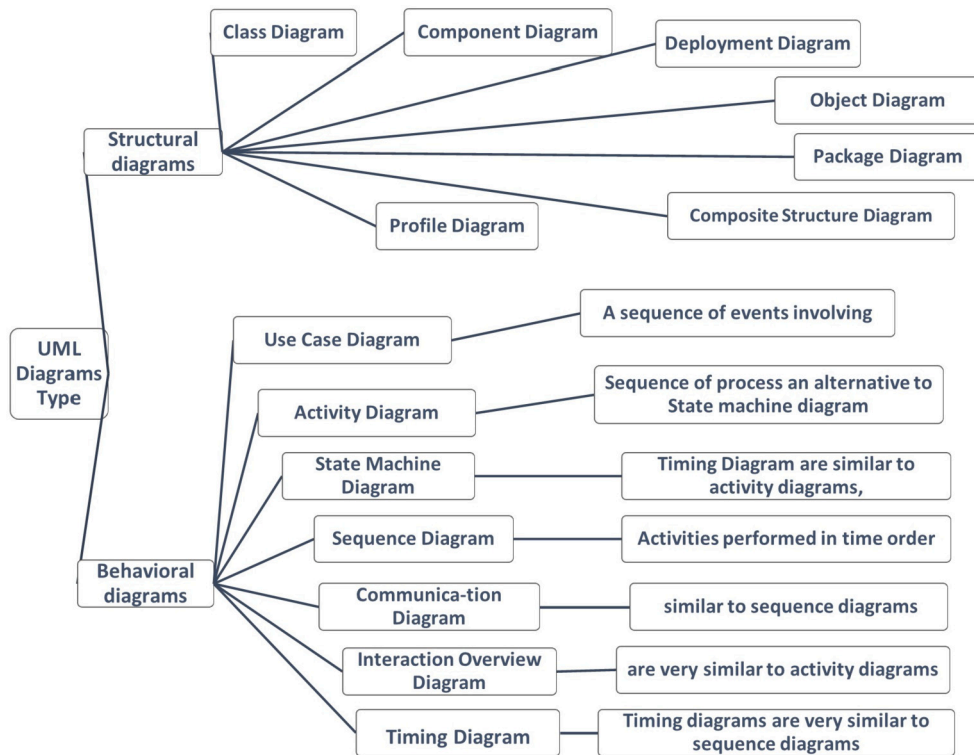 Class Diagram
Component Diagram
Deployment Diagram
Object Diagram
Structural
diagrams
Package Diagram
Composite Structure Diagram
Profile Diagram
UML
Diagrams
Type
Use Case Diagram
A sequence of events involving
Activity Diagram
Sequence of process an alternative to
State machine diagram
State Machine
Diagram
Timing Diagram are similar to
activity diagrams,
Sequence Diagram
Activities performed in time order
Behavioral
diagrams
Communica-tion
Diagram
similar to sequence diagrams
Interaction Overview
Diagram
are very similar to activity diagrams
Timing Diagram
Timing diagrams are very similar to
sequence diagrams